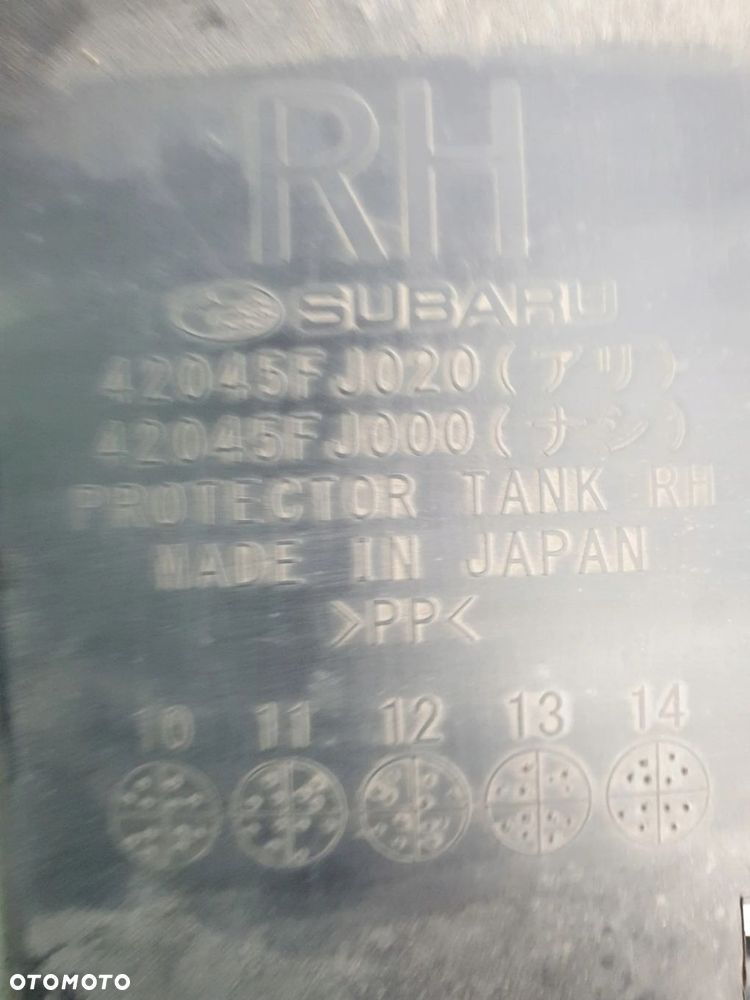 RH
SUBARU
42045FJ020(アリ)
42045FJ000(ナシ)
PROTECTOR TANK RH
MADE IN JAPAN
>PP<
10 11 12 13 14
OTOMOTO